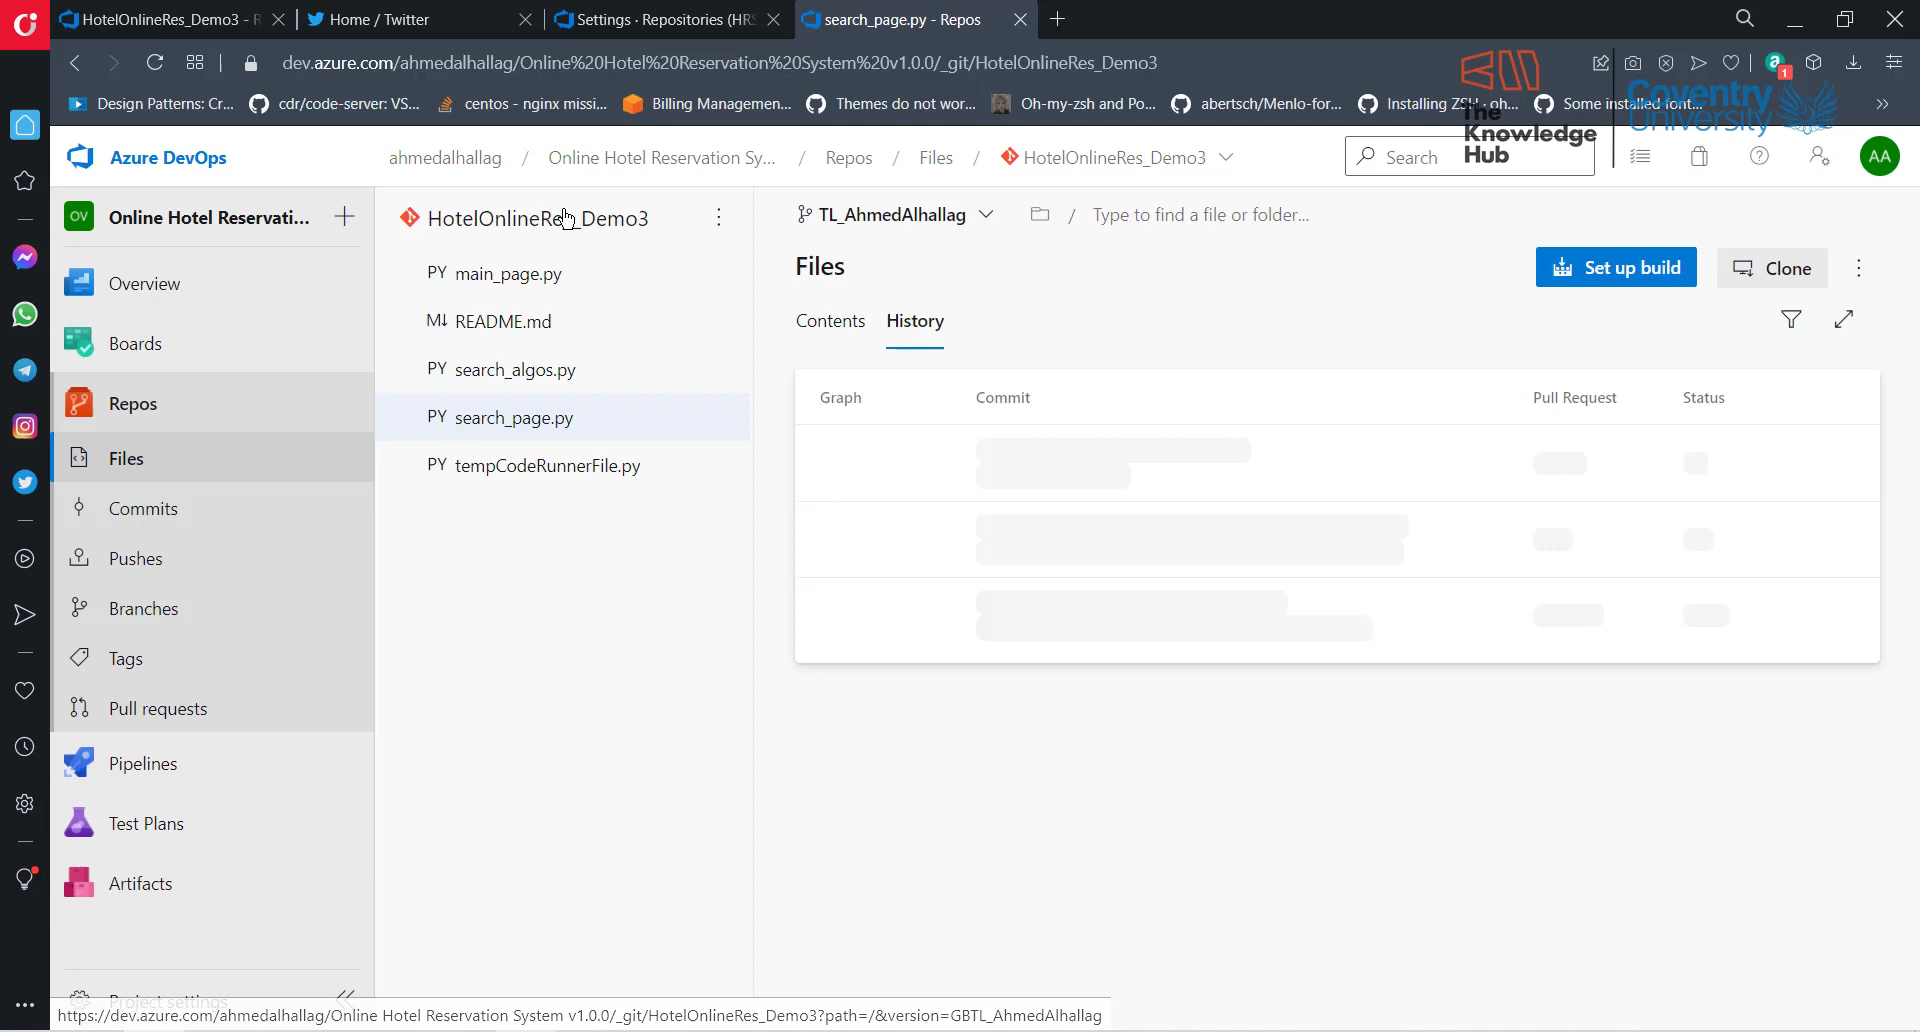 HotelOnlineRes_Demo3 - R
Home / Twitter
Settings · Repositories (HRS
search_page.py - Repos
dev.azure.com/ahmedalhallag/Online%20Hotel%20Reservation%20System%20v1.0.0/_git/HotelOnlineRes_Demo3
1
Design Patterns: Cr...
cdr/code-server: VS...
centos - nginx missi...
Billing Managemen...
Themes do not wor...
Oh-my-zsh and Po...
abertsch/Menlo-for...
Installing ZSH · oh...
Some installed font...
The
Knowledge
Hub
Coventry
University
Azure DevOps
ahmedalhallag / Online Hotel Reservation Sy... / Repos / Files / HotelOnlineRes_Demo3
Search
AA
OV Online Hotel Reservati...
Overview
Boards
Repos
Files
Commits
Pushes
Branches
Tags
Pull requests
Pipelines
Test Plans
Artifacts
Project settings
HotelOnlineRes_Demo3
PY main_page.py
M↓ README.md
PY search_algos.py
PY search_page.py
PY tempCodeRunnerFile.py
TL_AhmedAlhallag / Type to find a file or folder...
Files
Set up build
Clone
Contents
History
Graph
Commit
Pull Request
Status
https://dev.azure.com/ahmedalhallag/Online Hotel Reservation System v1.0.0/_git/HotelOnlineRes_Demo3?path=/&version=GBTL_AhmedAlhallag